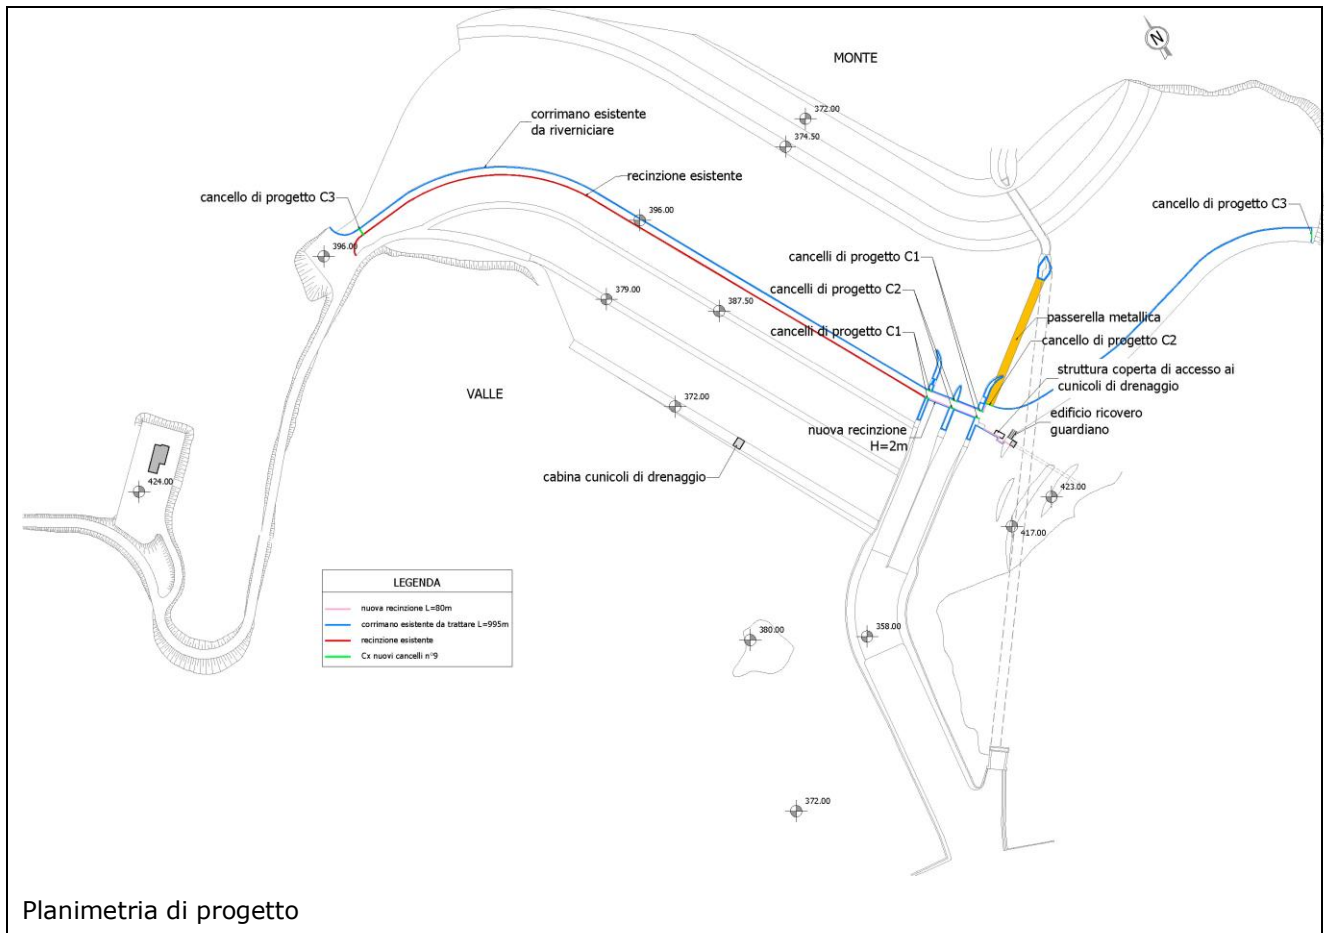 N
MONTE
372.00
374.50
corrimano esistente
da riverniciare
recinzione esistente
cancello di progetto C3
cancello di progetto C3
396.00
396.00
cancelli di progetto C1
cancelli di progetto C2
cancelli di progetto C1
379.00
387.50
passerella metallica
cancello di progetto C2
struttura coperta di accesso ai
cunicoli di drenaggio
edificio ricovero
guardiano
VALLE
372.00
nuova recinzione
H=2m
cabina cunicoli di drenaggio
424.00
423.00
417.00
LEGENDA
nuova recinzione L=80m
corrimano esistente da trattare L=995m
recinzione esistente
Cx nuovi cancelli n°9
380.00
358.00
372.00
Planimetria di progetto